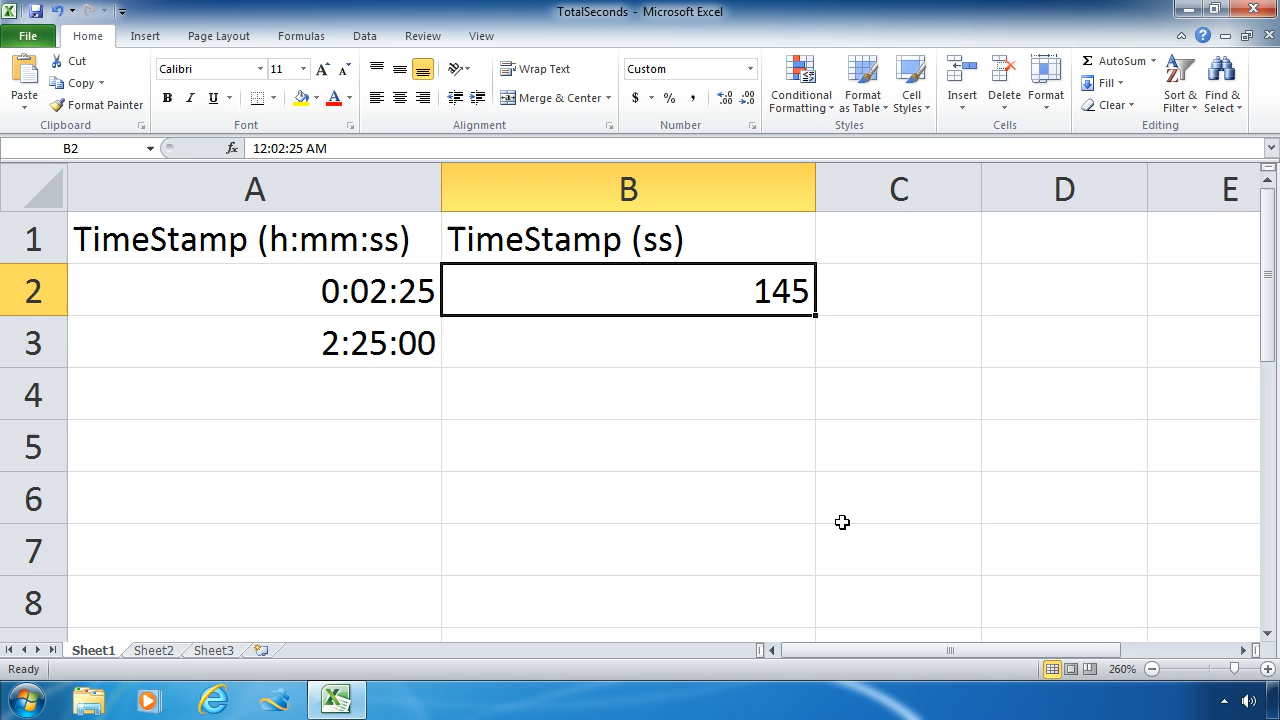 TotalSeconds - Microsoft Excel
File Home Insert Page Layout Formulas Data Review View
Paste
Cut
Copy
Format Painter
Clipboard
Calibri 11
B I U A
Font
Wrap Text
Merge & Center
Alignment
Custom
$ % ,
Number
Conditional Formatting
Format as Table
Cell Styles
Styles
Insert Delete Format
Cells
Σ AutoSum
Fill
Clear
Sort & Filter
Find & Select
Editing
B2 fx 12:02:25 AM
A B C D E
1 TimeStamp (h:mm:ss) TimeStamp (ss)
2 0:02:25 145
3 2:25:00
4
5
6
7
8
Sheet1 Sheet2 Sheet3
Ready 260%